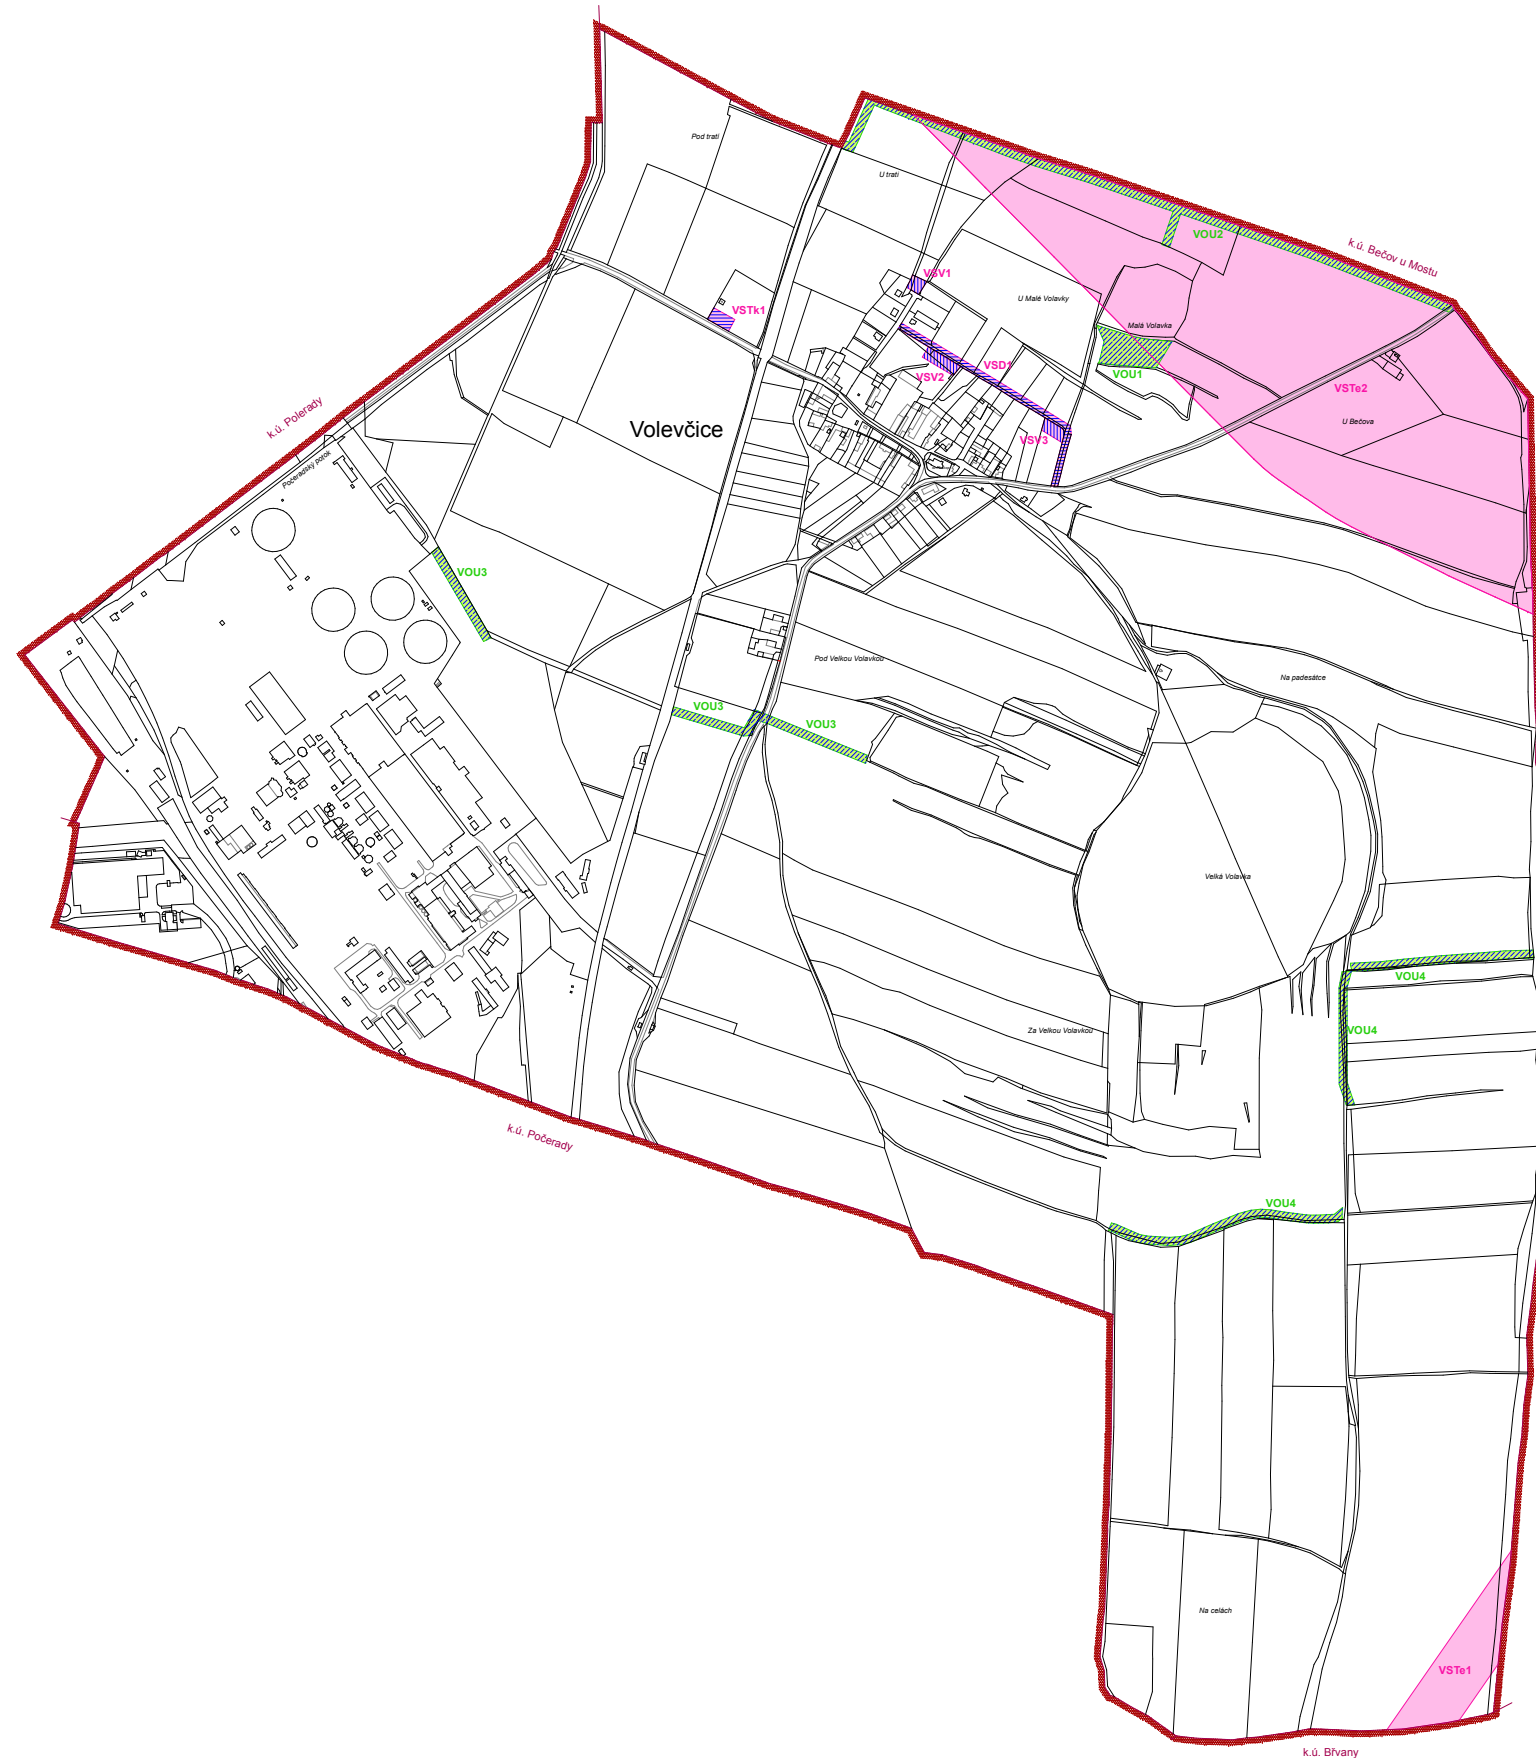 Pod tratí
U trati
VOU2
k.ú. Bečov u Mostu
VSV1
U Malé Volavky
VSTk1
Malá Volavka
VSD1
VSV2
VOU1
VSTe2
k.ú. Polerady
U Bečova
Volevčice
VSV3
Počeradský potok
VOU3
Pod Velkou Volavkou
Na padesátce
VOU3
VOU3
Velká Volavka
VOU4
VOU4
Za Velkou Volavkou
k.ú. Počerady
VOU4
Na celách
VSTe1
k.ú. Břvany